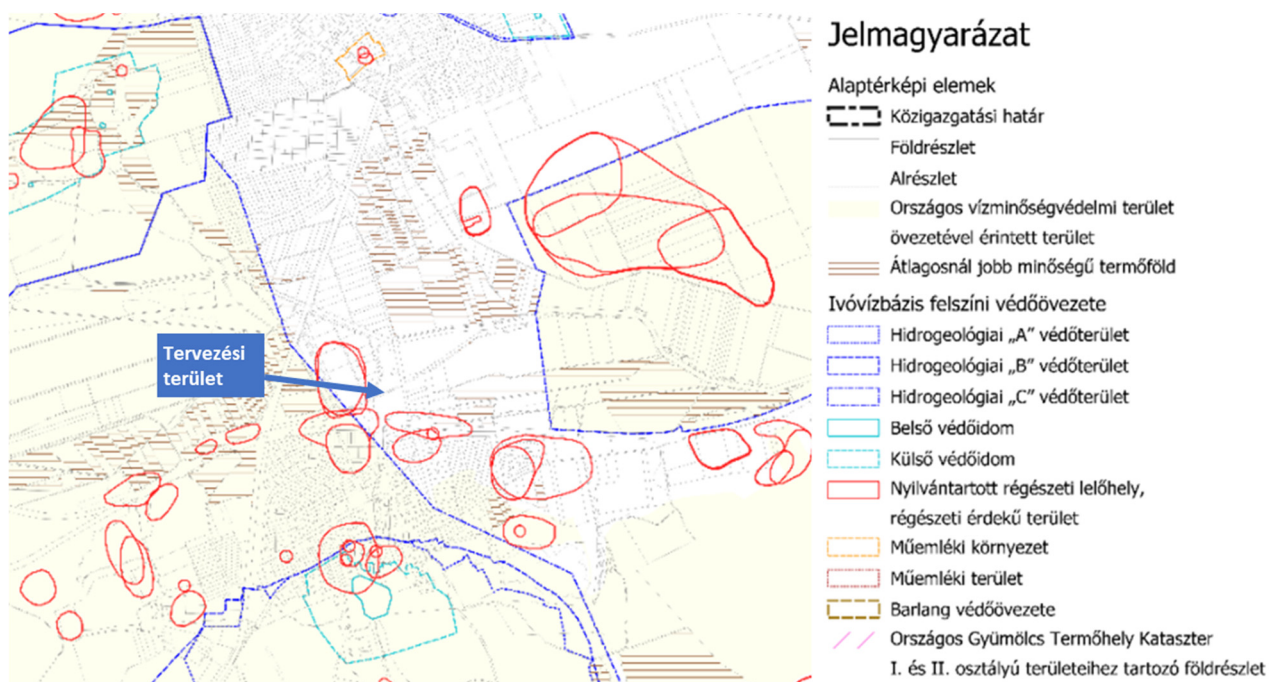 Tervezési
terület
Jelmagyarázat
Alaptérképi elemek
Közigazgatási határ
Földrészlet
Alrészlet
Országos vízminőségvédelmi terület
övezetével érintett terület
Átlagosnál jobb minőségű termőföld
Ivóvízbázis felszíni védőövezete
Hidrogeológiai „A” védőterület
Hidrogeológiai „B” védőterület
Hidrogeológiai „C” védőterület
Belső védőidom
Külső védőidom
Nyilvántartott régészeti lelőhely,
régészeti érdekű terület
Műemléki környezet
Műemléki terület
Barlang védőövezete
Országos Gyümölcs Termőhely Kataszter
I. és II. osztályú területeihez tartozó földrészlet